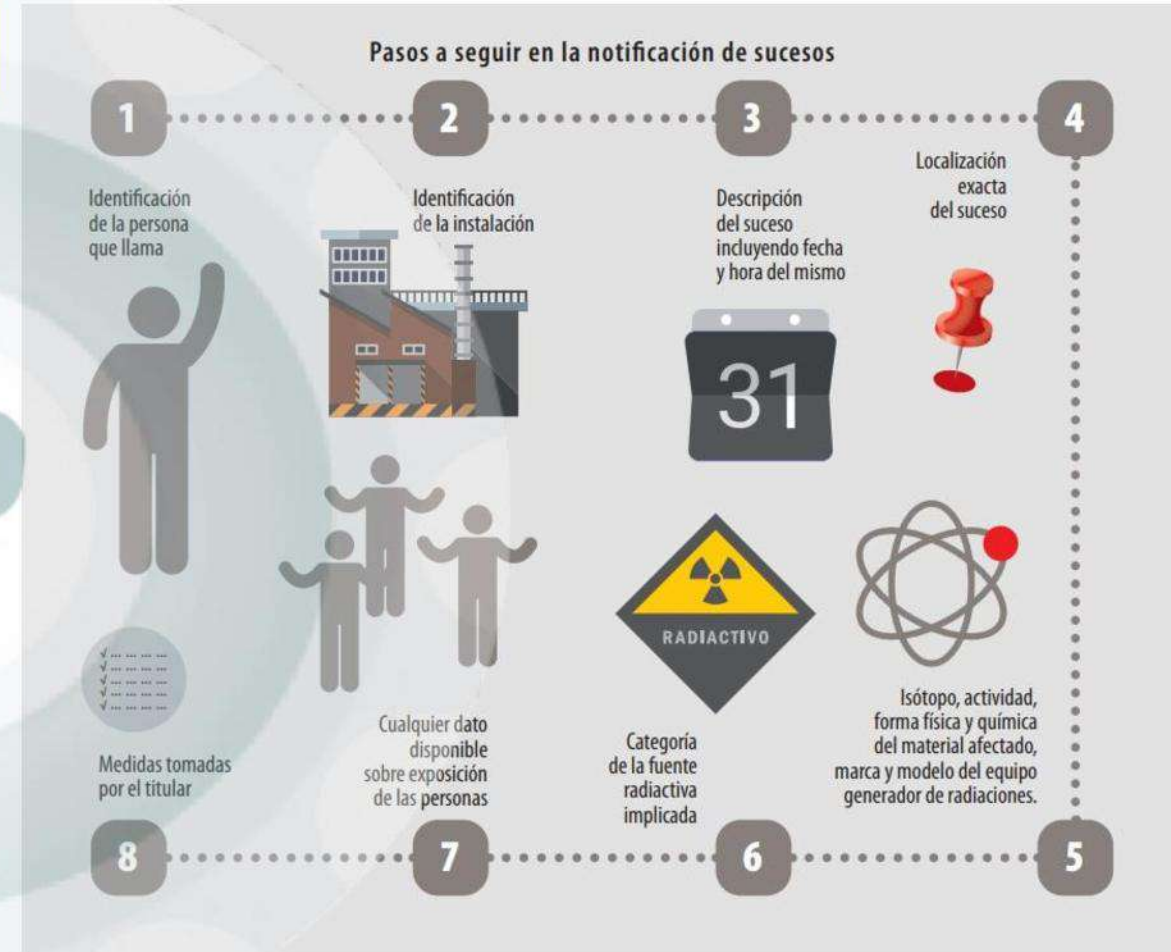 Pasos a seguir en la notificación de sucesos
1
2
3
4
Identificación
de la persona
que llama
Identificación
de la instalación
Descripción
del suceso
incluyendo fecha
y hora del mismo
Localización
exacta
del suceso
31
RADIACTIVO
Isótopo, actividad,
forma física y química
del material afectado,
marca y modelo del equipo
generador de radiaciones.
Categoría
de la fuente
radiactiva
implicada
Cualquier dato
disponible
sobre exposición
de las personas
Medidas tomadas
por el titular
8
7
6
5